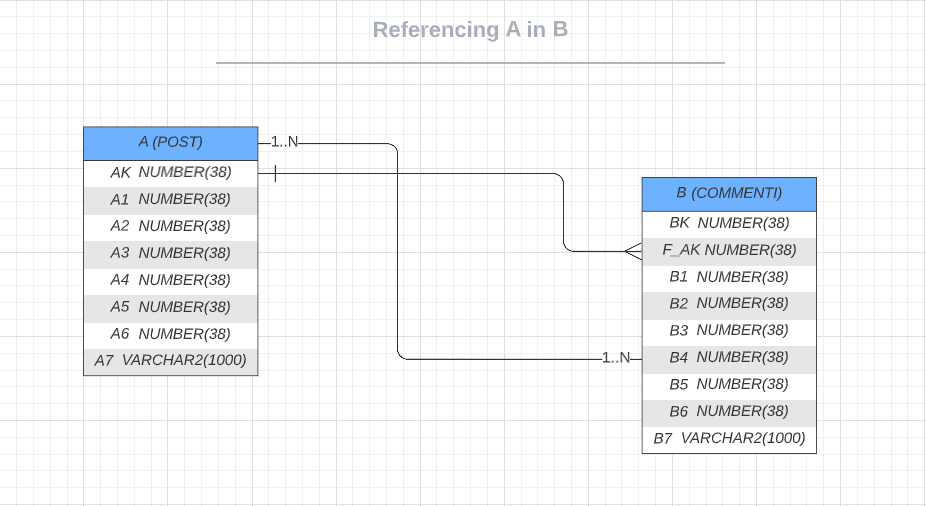 Referencing A in B
A (POST)
1..N
AK NUMBER(38)
A1 NUMBER(38)
A2 NUMBER(38)
A3 NUMBER(38)
A4 NUMBER(38)
A5 NUMBER(38)
A6 NUMBER(38)
A7 VARCHAR2(1000)
B (COMMENTI)
BK NUMBER(38)
F_AK NUMBER(38)
B1 NUMBER(38)
B2 NUMBER(38)
B3 NUMBER(38)
1..N
B4 NUMBER(38)
B5 NUMBER(38)
B6 NUMBER(38)
B7 VARCHAR2(1000)